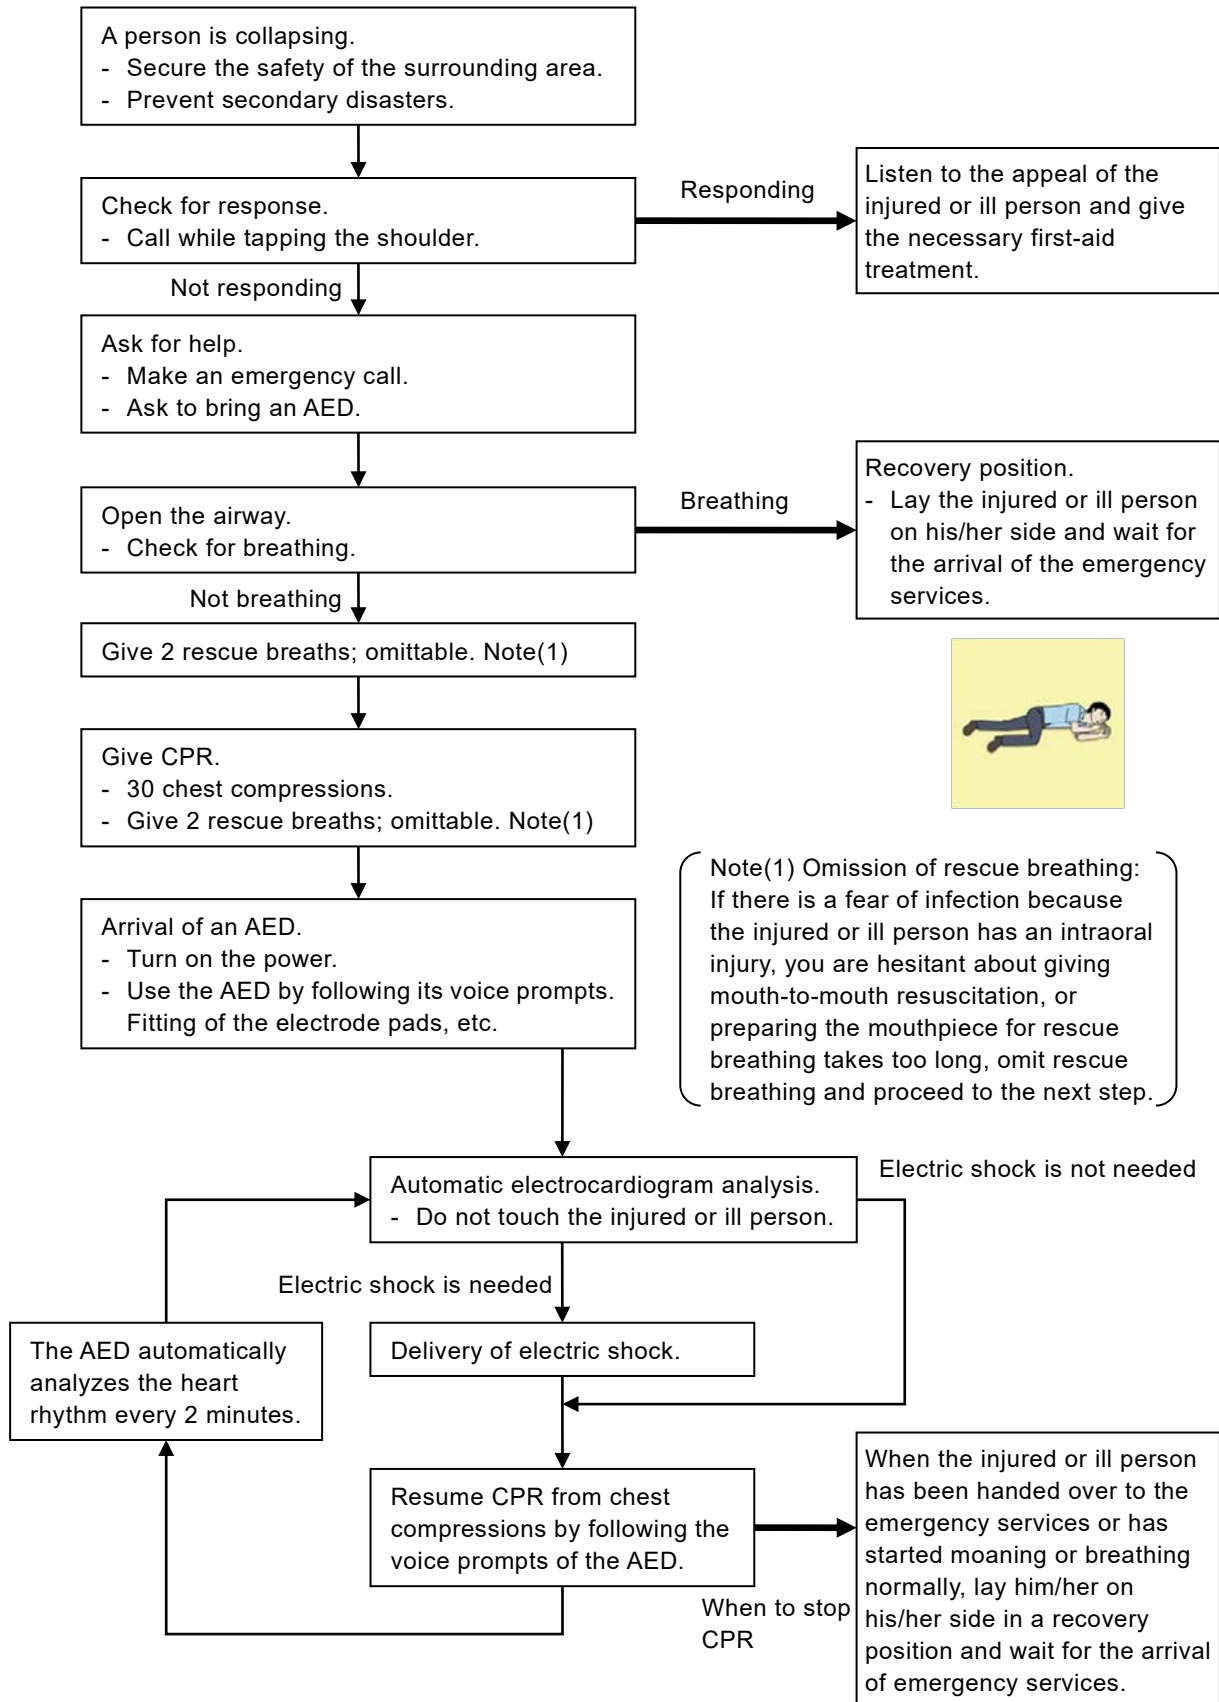 A person is collapsing.
- Secure the safety of the surrounding area.
- Prevent secondary disasters.
Check for response.
- Call while tapping the shoulder.
Responding
Listen to the appeal of the
injured or ill person and give
the necessary first-aid
treatment.
Not responding
Ask for help.
- Make an emergency call.
- Ask to bring an AED.
Open the airway.
- Check for breathing.
Breathing
Recovery position.
- Lay the injured or ill person
on his/her side and wait for
the arrival of the emergency
services.
Not breathing
Give 2 rescue breaths; omittable. Note(1)
Give CPR.
- 30 chest compressions.
- Give 2 rescue breaths; omittable. Note(1)
Note(1) Omission of rescue breathing:
If there is a fear of infection because
the injured or ill person has an intraoral
injury, you are hesitant about giving
mouth-to-mouth resuscitation, or
preparing the mouthpiece for rescue
breathing takes too long, omit rescue
breathing and proceed to the next step.
Arrival of an AED.
- Turn on the power.
- Use the AED by following its voice prompts.
Fitting of the electrode pads, etc.
Automatic electrocardiogram analysis.
- Do not touch the injured or ill person.
Electric shock is not needed
Electric shock is needed
Delivery of electric shock.
The AED automatically
analyzes the heart
rhythm every 2 minutes.
Resume CPR from chest
compressions by following the
voice prompts of the AED.
When to stop
CPR
When the injured or ill person
has been handed over to the
emergency services or has
started moaning or breathing
normally, lay him/her on
his/her side in a recovery
position and wait for the arrival
of emergency services.